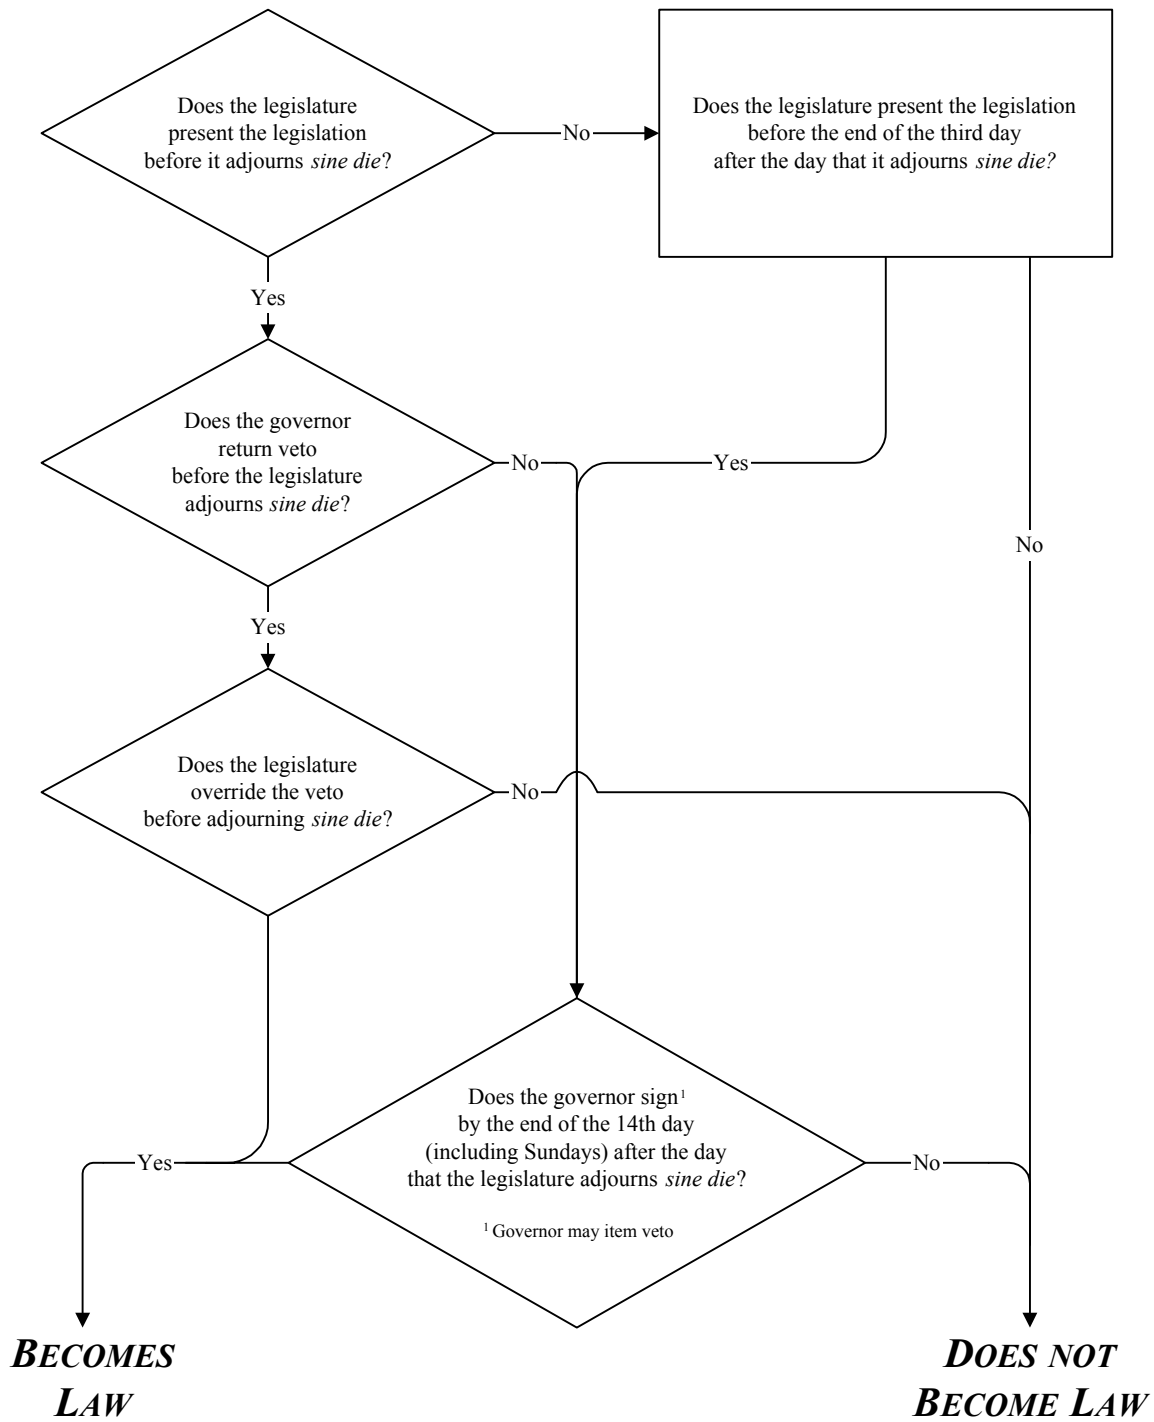 Does the legislature
present the legislation
before it adjourns sine die?
No
Does the legislature present the legislation
before the end of the third day
after the day that it adjourns sine die?
Yes
Does the governor
return veto
before the legislature
adjourns sine die?
No
Yes
No
Yes
Does the legislature
override the veto
before adjourning sine die?
No
Does the governor sign¹
by the end of the 14th day
(including Sundays) after the day
that the legislature adjourns sine die?
¹ Governor may item veto
Yes
No
BECOMES
LAW
DOES NOT
BECOME LAW